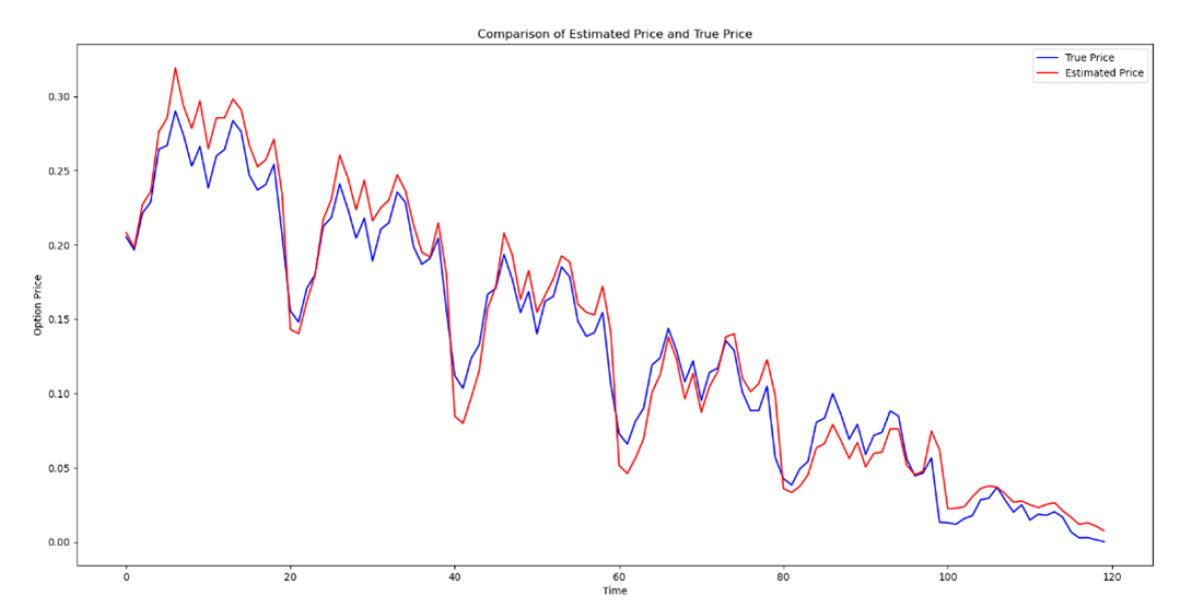 Comparison of Estimated Price and True Price
True Price
Estimated Price
0.30
0.25
0.20
0.15
0.10
0.05
0.00
Option Price
0 20 40 60 80 100 120
Time